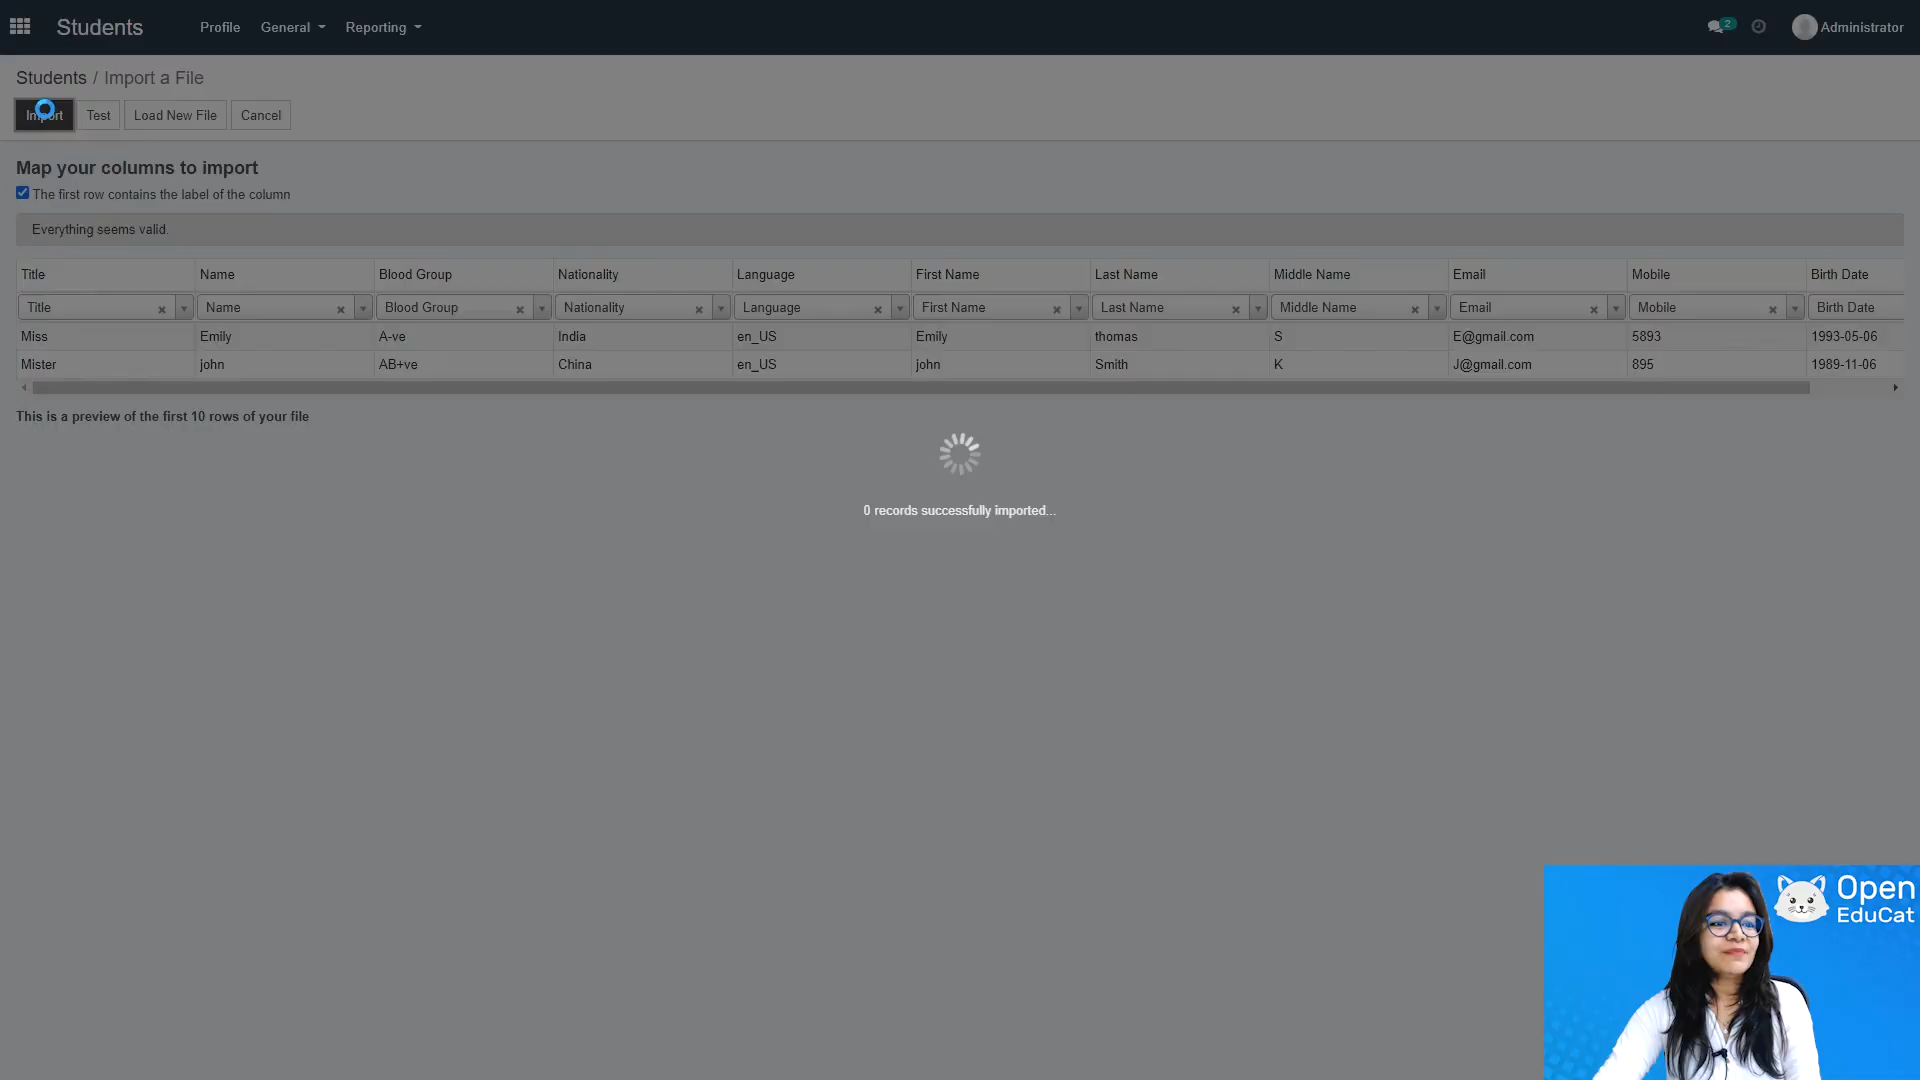 Students Profile General Reporting 2 Administrator
Students / Import a File
Import Test Load New File Cancel
Map your columns to import
The first row contains the label of the column
Everything seems valid.
Title Name Blood Group Nationality Language First Name Last Name Middle Name Email Mobile Birth Date
Title Name Blood Group Nationality Language First Name Last Name Middle Name Email Mobile Birth Date
Miss Emily A-ve India en_US Emily thomas S E@gmail.com 5893 1993-05-06
Mister john AB+ve China en_US john Smith K J@gmail.com 895 1989-11-06
This is a preview of the first 10 rows of your file
0 records successfully imported...
Open
EduCat